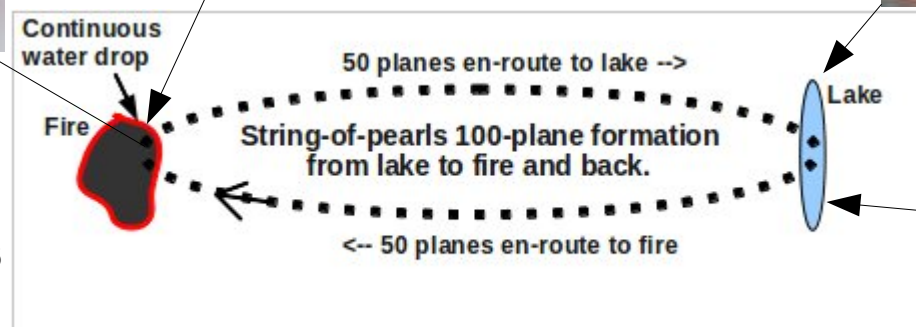 Continuous
water drop
50 planes en-route to lake -->
Lake
Fire
String-of-pearls 100-plane formation
from lake to fire and back.
<-- 50 planes en-route to fire